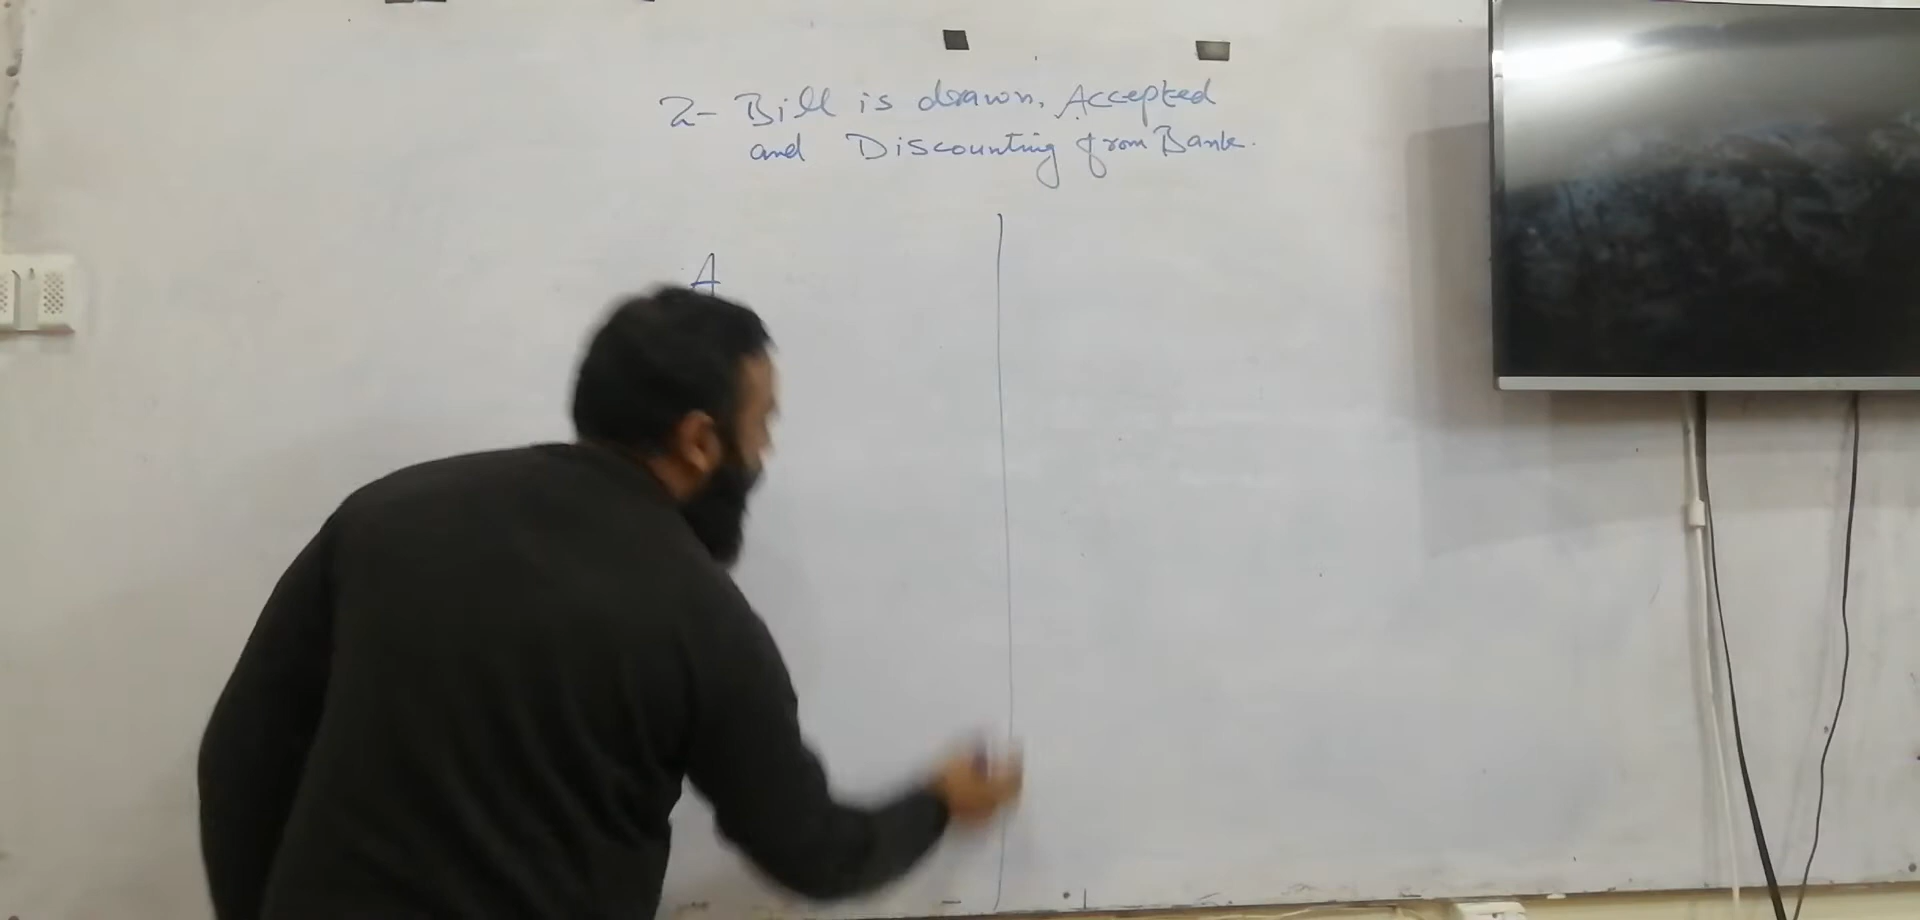 2- Bill is drawn, Accepted
and Discounting from Bank.
A